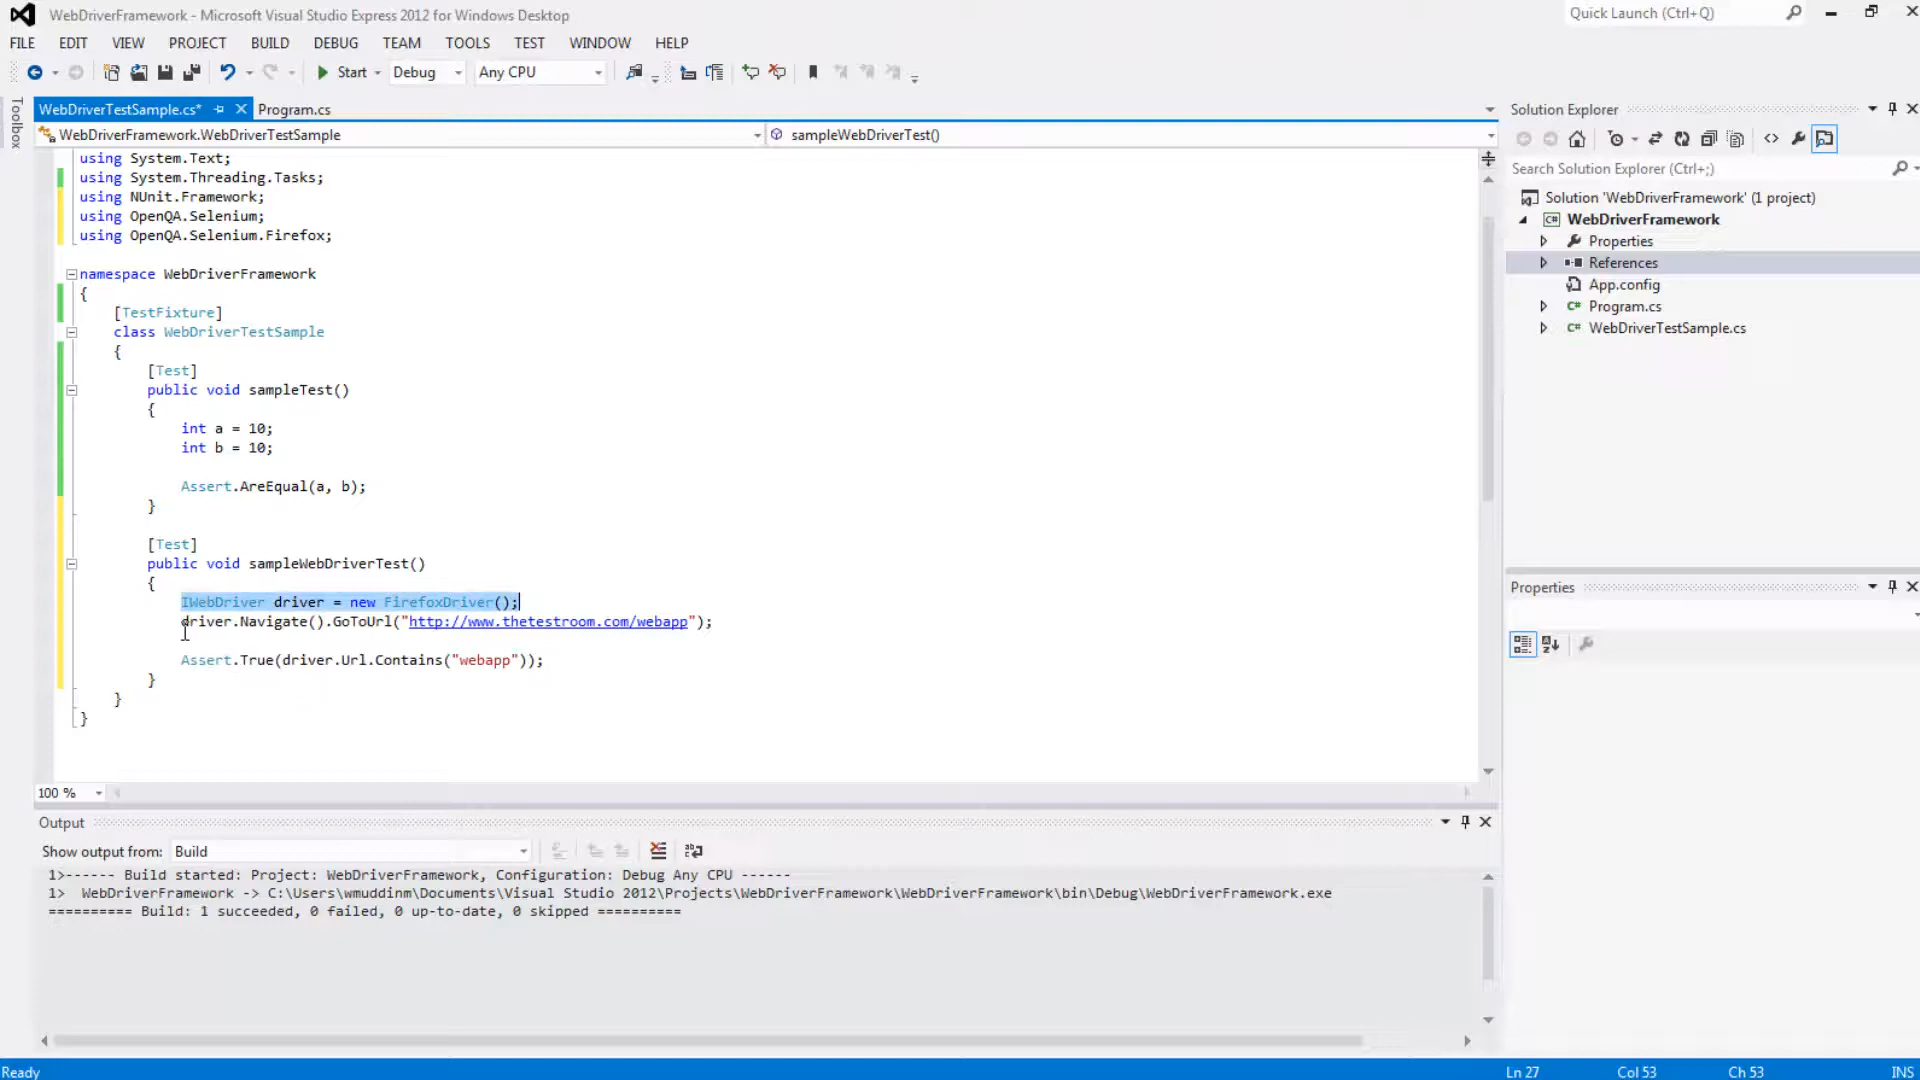 WebDriverFramework - Microsoft Visual Studio Express 2012 for Windows Desktop
Quick Launch (Ctrl+Q)
FILE EDIT VIEW PROJECT BUILD DEBUG TEAM TOOLS TEST WINDOW HELP
Start Debug Any CPU
Toolbox
WebDriverTestSample.cs* Program.cs
WebDriverFramework.WebDriverTestSample sampleWebDriverTest()
using System.Text;
using System.Threading.Tasks;
using NUnit.Framework;
using OpenQA.Selenium;
using OpenQA.Selenium.Firefox;
namespace WebDriverFramework
{
[TestFixture]
class WebDriverTestSample
{
[Test]
public void sampleTest()
{
int a = 10;
int b = 10;
Assert.AreEqual(a, b);
}
[Test]
public void sampleWebDriverTest()
{
IWebDriver driver = new FirefoxDriver();
driver.Navigate().GoToUrl("http://www.thetestroom.com/webapp");
Assert.True(driver.Url.Contains("webapp"));
}
}
}
100 %
Output
Show output from: Build
1>------ Build started: Project: WebDriverFramework, Configuration: Debug Any CPU ------
1>  WebDriverFramework -> C:\Users\wmuddinm\Documents\Visual Studio 2012\Projects\WebDriverFramework\WebDriverFramework\bin\Debug\WebDriverFramework.exe
========== Build: 1 succeeded, 0 failed, 0 up-to-date, 0 skipped ==========
Solution Explorer
Search Solution Explorer (Ctrl+;)
Solution 'WebDriverFramework' (1 project)
C# WebDriverFramework
Properties
References
App.config
C# Program.cs
C# WebDriverTestSample.cs
Properties
Ready Ln 27 Col 53 Ch 53 INS